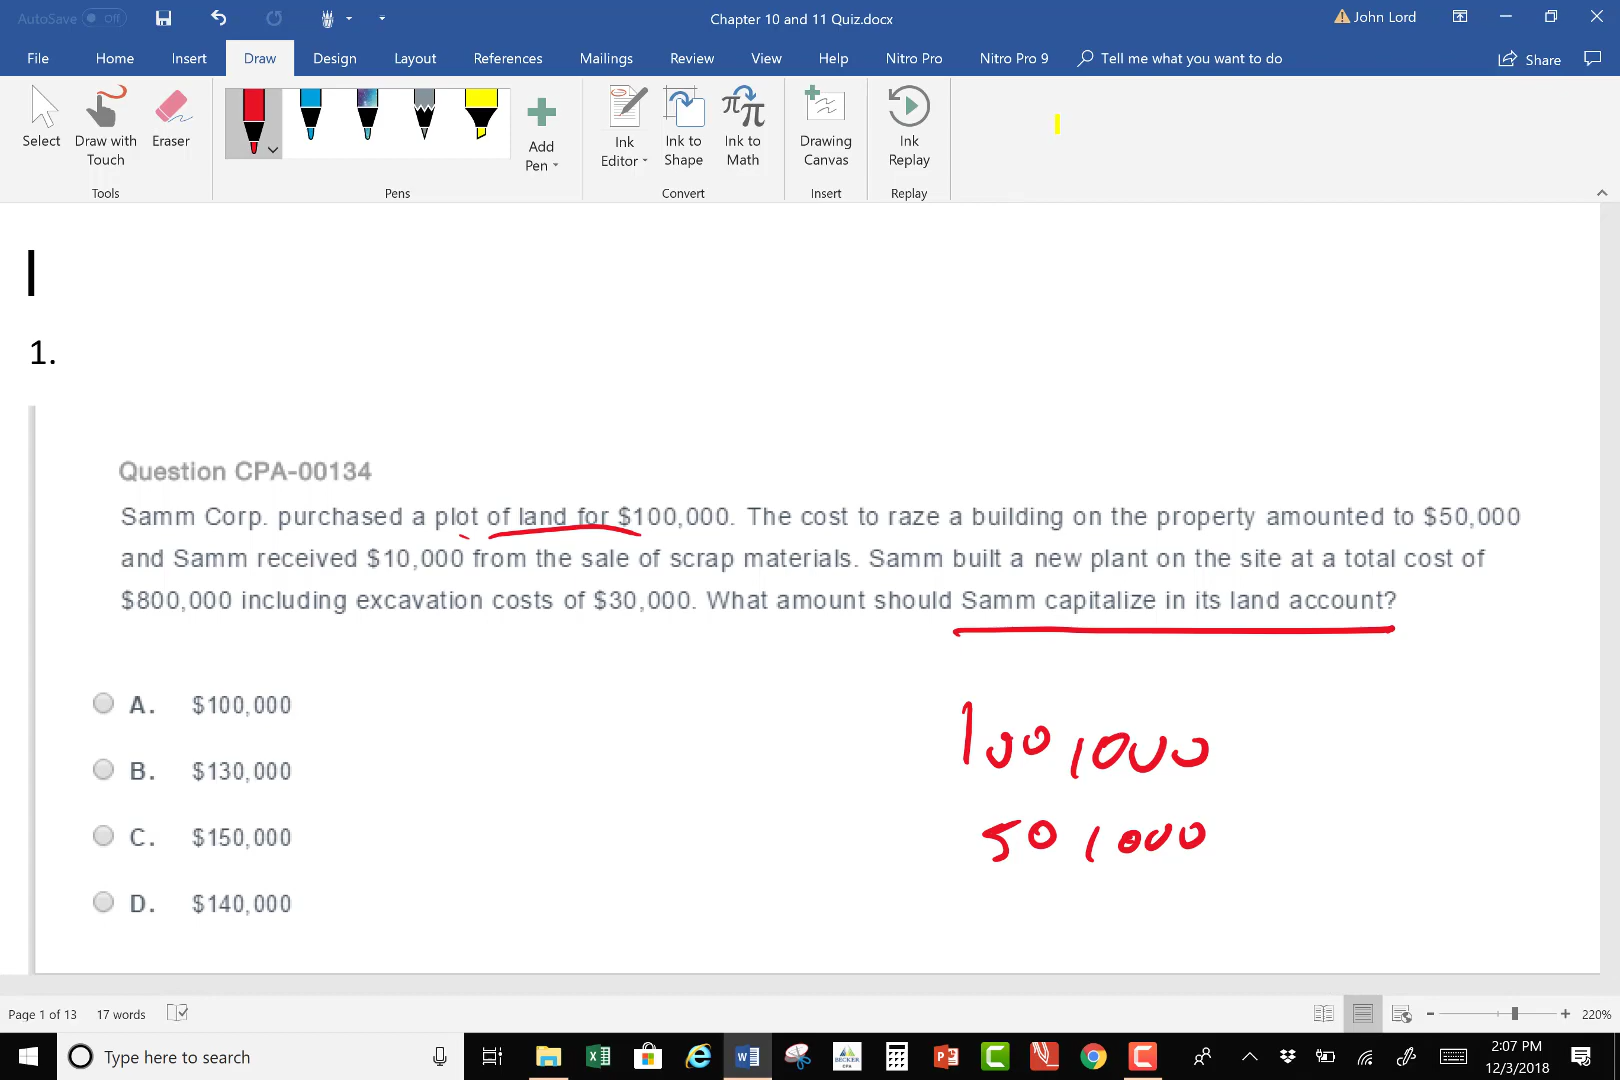 AutoSave Off
Chapter 10 and 11 Quiz.docx
John Lord
File Home Insert Draw Design Layout References Mailings Review View Help Nitro Pro Nitro Pro 9 Tell me what you want to do Share
Select
Draw with Touch
Eraser
Add Pen
Ink Editor
Ink to Shape
Ink to Math
Drawing Canvas
Ink Replay
Tools Pens Convert Insert Replay
1.
Question CPA-00134
Samm Corp. purchased a plot of land for $100,000. The cost to raze a building on the property amounted to $50,000
and Samm received $10,000 from the sale of scrap materials. Samm built a new plant on the site at a total cost of
$800,000 including excavation costs of $30,000. What amount should Samm capitalize in its land account?
A. $100,000
B. $130,000
C. $150,000
D. $140,000
100,000
50,000
Page 1 of 13 17 words 220%
Type here to search
BECKER
2:07 PM
12/3/2018